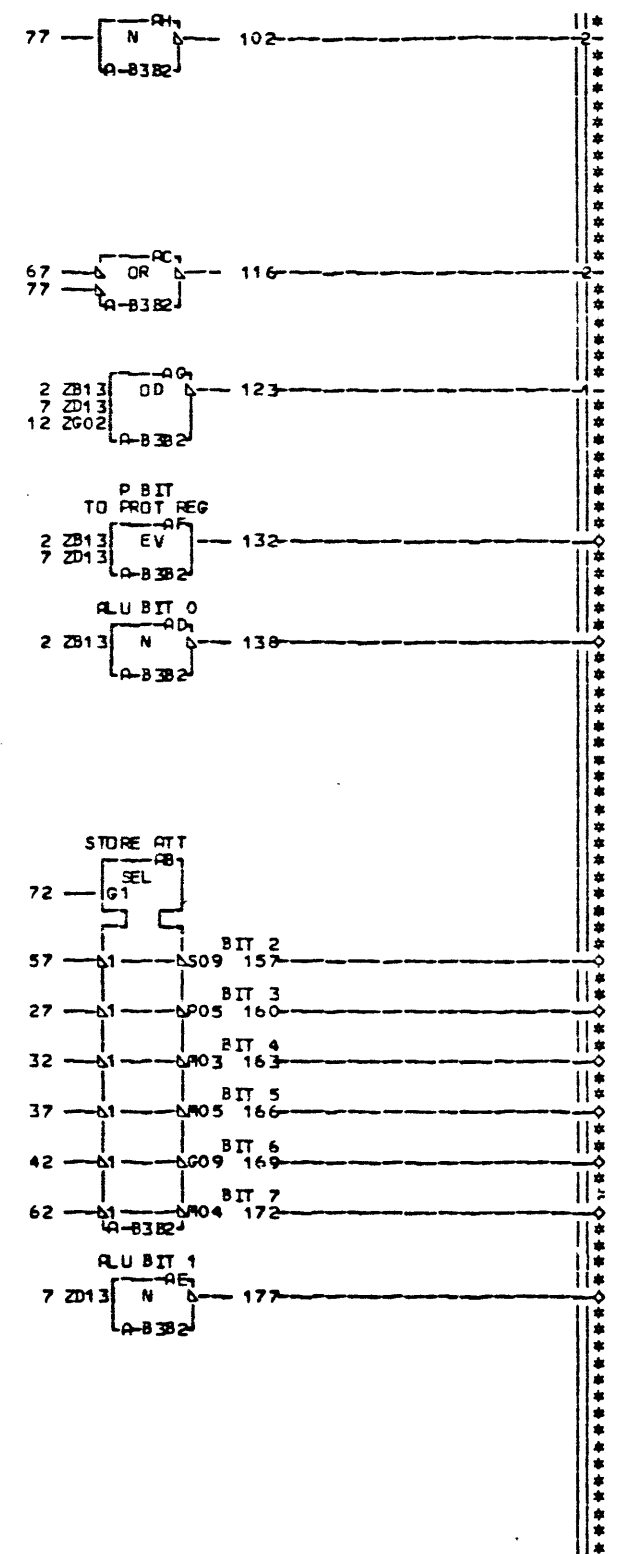 AH
77 N 102 2
A-B3B2
AC
67 OR 116 2
77
A-B3B2
AG
2 ZB13 OD 123 1
7 ZD13
12 ZG02
A-B3B2
P BIT
TO PROT REG
AF
2 ZB13 EV 132
7 ZD13
A-B3B2
ALU BIT 0
AD
2 ZB13 N 138
A-B3B2
STORE ATT
AB
SEL
72 G1
BIT 2
57 1 S09 157
BIT 3
27 1 P05 160
BIT 4
32 1 M03 163
BIT 5
37 1 M05 166
BIT 6
42 1 G09 169
BIT 7
62 1 M04 172
A-B3B2
ALU BIT 1
AE
7 ZD13 N 177
A-B3B2